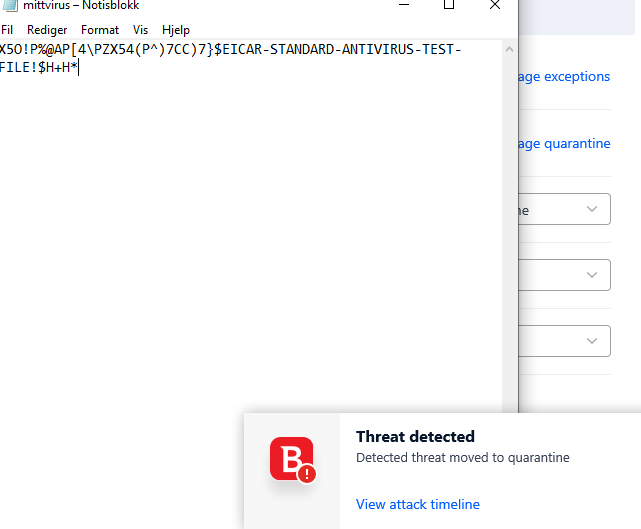 mittvirus – Notisblokk
Fil Rediger Format Vis Hjelp
X5O!P%@AP[4\PZX54(P^)7CC)7}$EICAR-STANDARD-ANTIVIRUS-TEST-
FILE!$H+H*
age exceptions
age quarantine
ne
B
Threat detected
Detected threat moved to quarantine
View attack timeline